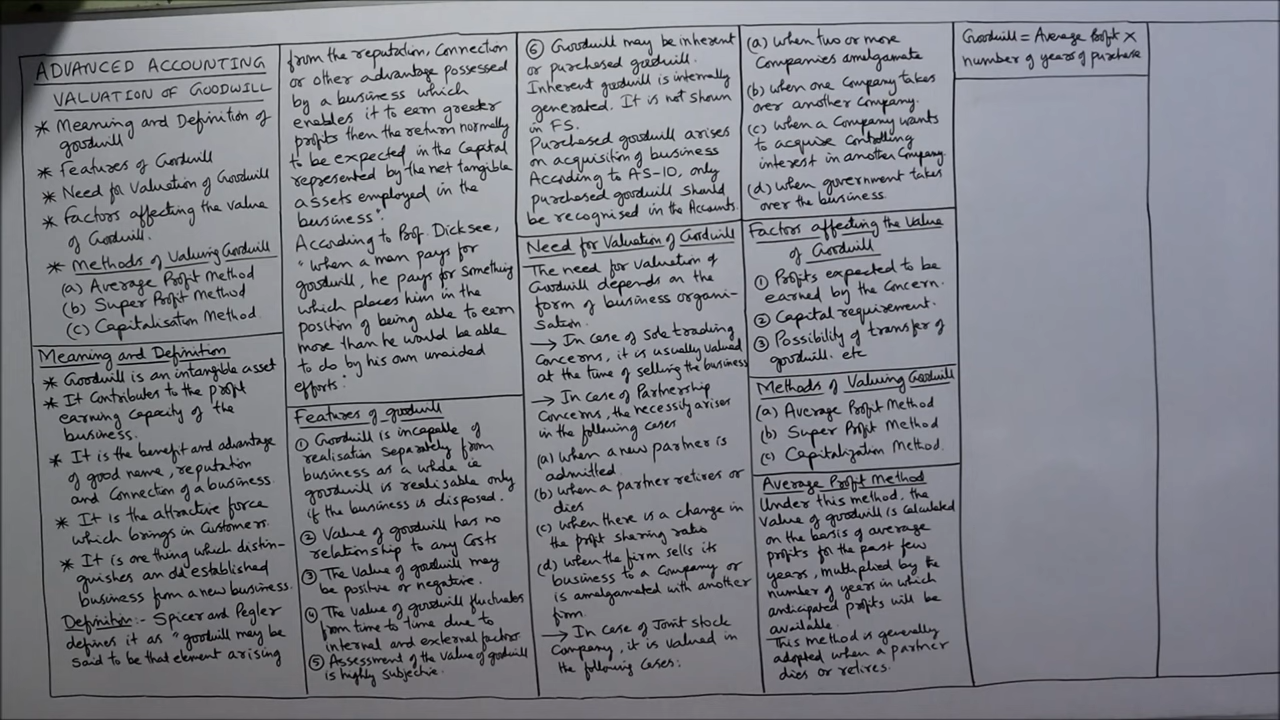 ADVANCED ACCOUNTING
VALUATION OF GOODWILL
* Meaning and Definition of
goodwill
* Features of Goodwill
* Need for Valuation of Goodwill
* Factors affecting the value
of Goodwill.
* Methods of Valuing Goodwill
(a) Average Profit Method
(b) Super Profit Method
(c) Capitalisation Method.
Meaning and Definition
* Goodwill is an intangible asset
* It Contributes to the profit
earning capacity of the
business.
* It is the benefit and advantage
of good name, reputation
and Connection of a business.
* It is the attractive force
which brings in Customers.
* It is one thing which distin-
guishes an old established
business from a new business.
Definition:- Spicer and Pegler
defines it as "goodwill may be
said to be that element arising
from the reputation, Connection
or other advantage possessed
by a business which
enables it to earn greater
profits then the return normally
to be expected in the Capital
represented by the net tangible
assets employed in the
business".
According to Prof. Dicksee,
"when a man pays for
goodwill, he pays for something
which places him in the
position of being able to earn
more than he would be able
to do by his own unaided
efforts."
Features of goodwill
① Goodwill is incapable of
realisation separately from
business as a whole ie
goodwill is realisable only
if the business is disposed.
② Value of goodwill has no
relationship to any Costs
③ The value of goodwill may
be positive or negative.
④ The value of goodwill fluctuates
from time to time due to
internal and external factors.
⑤ Assessment of the value of goodwill
is highly subjective.
⑥ Goodwill may be inherent
or purchased goodwill.
Inherent goodwill is internally
generated. It is not shown
in FS.
Purchased goodwill arises
on acquisition of business
According to AS-10, only
purchased goodwill should
be recognised in the Accounts.
Need for Valuation of Goodwill
The need for valuation of
Goodwill depends on the
form of business organi-
sation.
→ In case of Sole trading
Concerns, it is usually valued
at the time of selling the business
→ In case of Partnership
Concerns, the necessity arises
in the following cases
(a) when a new partner is
admitted.
(b) when a partner retires or
dies
(c) when there is a change in
the profit sharing ratio
(d) when the firm sells its
business to a Company or
is amalgamated with another
firm.
→ In case of Joint stock
Company, it is valued in
the following Cases:
(a) when two or more
Companies amalgamate
(b) when one Company takes
over another Company.
(c) when a Company wants
to acquire Controlling
interest in another Company.
(d) when government takes
over the business
Factors affecting the Value
of Goodwill
① Profits expected to be
earned by the Concern.
② Capital requirement.
③ Possibility of transfer of
goodwill. etc
Methods of Valuing Goodwill
(a) Average Profit Method
(b) Super Profit Method
(c) Capitalization Method.
Average Profit Method
Under this method, the
Value of goodwill is Calculated
on the basis of average
profits for the past few
years, multiplied by the
number of years in which
anticipated profits will be
available.
This method is generally
adopted when a partner
dies or retires.
Goodwill = Average Profit ×
number of years of purchase